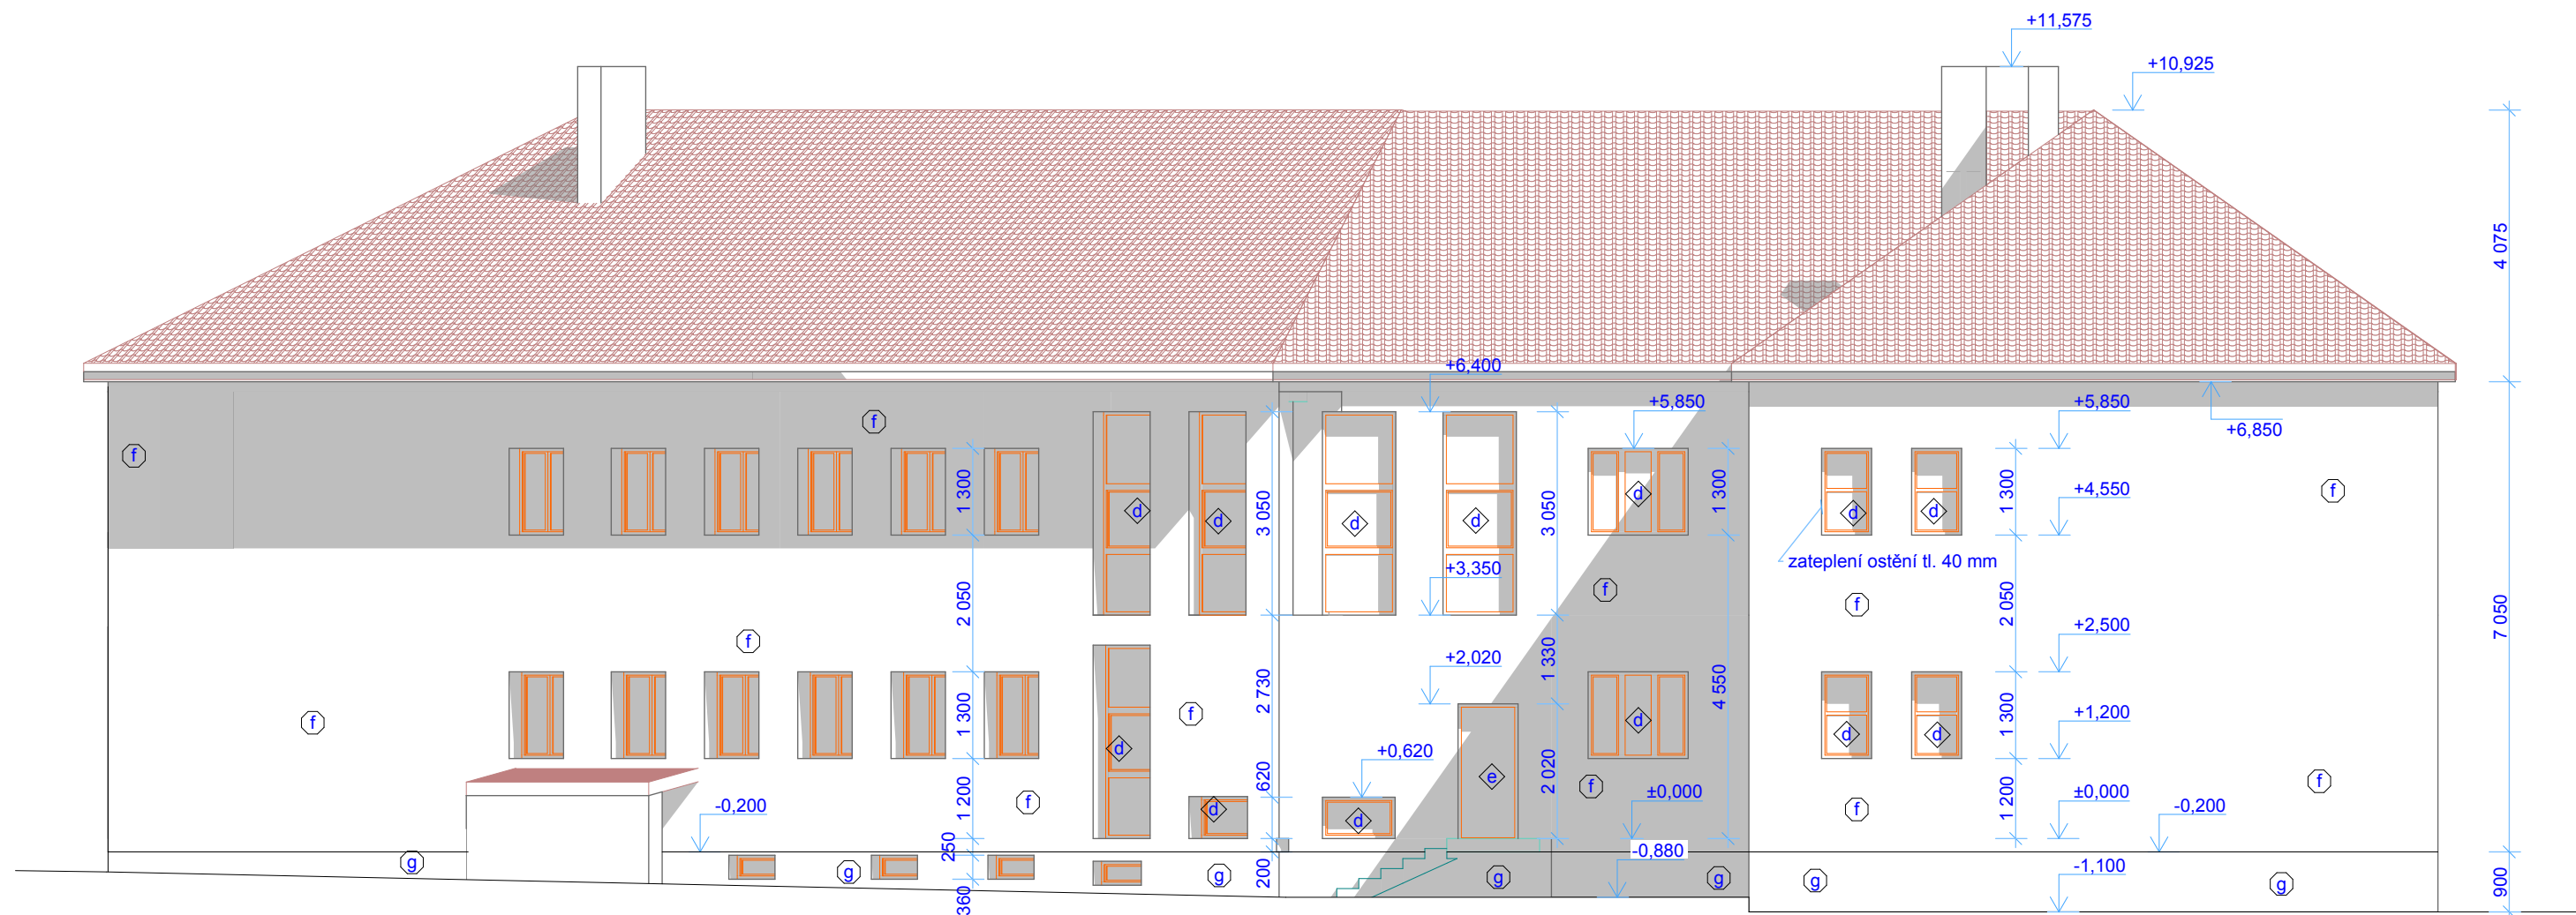 +11,575
+10,925
4 075
+6,400
+5,850
+5,850
+6,850
f
f
1 300
d
d
3 050
d
d
3 050
d
1 300
d
d
1 300
+4,550
f
zateplení ostění tl. 40 mm
+3,350
f
2 050
f
2 050
+2,500
7 050
f
+2,020
1 330
f
1 300
f
2 730
4 550
d
d
d
d
1 300
+1,200
+0,620
e
2 020
f
-0,200
1 200
f
620
d
d
±0,000
f
1 200
±0,000
-0,200
f
250
-0,880
g
g
360
g
200
g
g
g
-1,100
g
900